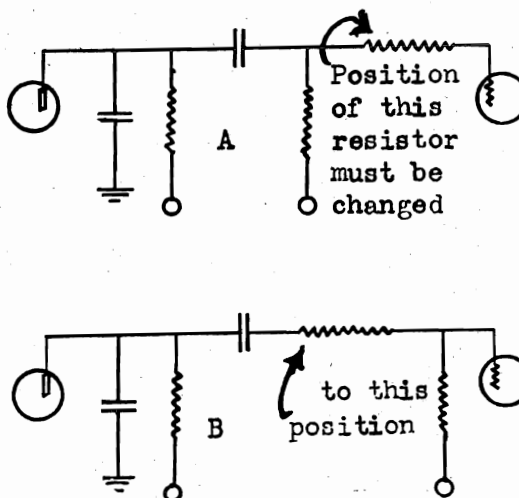 Position
of this
resistor
must be
changed
A
to this
position
B